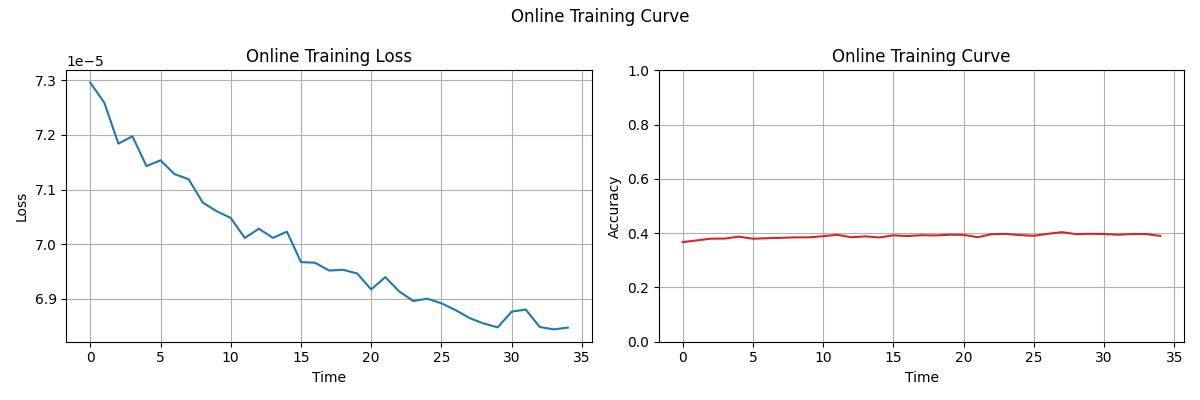 Online Training Curve
Online Training Loss
1e−5
7.3
7.2
7.1
7.0
6.9
Loss
0 5 10 15 20 25 30 35
Time
Online Training Curve
1.0
0.8
0.6
0.4
0.2
0.0
Accuracy
0 5 10 15 20 25 30 35
Time